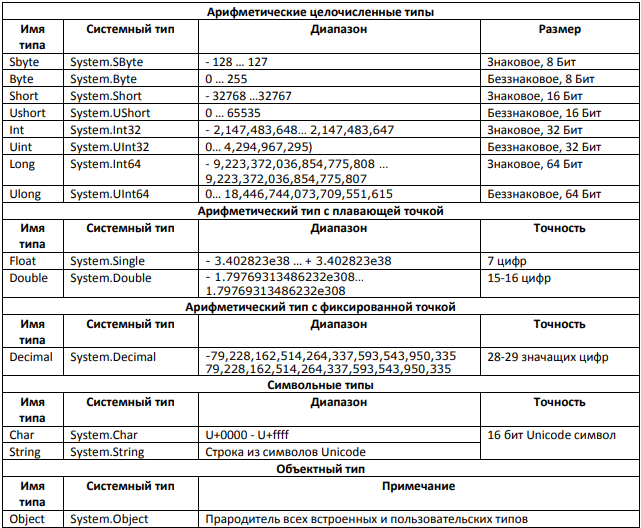 Арифметические целочисленные типы
Имя типа Системный тип Диапазон Размер
Sbyte System.SByte - 128 … 127 Знаковое, 8 Бит
Byte System.Byte 0 … 255 Беззнаковое, 8 Бит
Short System.Short - 32768 …32767 Знаковое, 16 Бит
Ushort System.UShort 0 … 65535 Беззнаковое, 16 Бит
Int System.Int32 - 2,147,483,648… 2,147,483,647 Знаковое, 32 Бит
Uint System.UInt32 0… 4,294,967,295) Беззнаковое, 32 Бит
Long System.Int64 - 9,223,372,036,854,775,808 … Знаковое, 64 Бит
9,223,372,036,854,775,807
Ulong System.UInt64 0… 18,446,744,073,709,551,615 Беззнаковое, 64 Бит
Арифметический тип с плавающей точкой
Имя типа Системный тип Диапазон Точность
Float System.Single - 3.402823e38 … + 3.402823e38 7 цифр
Double System.Double - 1.79769313486232e308… 15-16 цифр
1.79769313486232e308
Арифметический тип с фиксированной точкой
Имя типа Системный тип Диапазон Точность
Decimal System.Decimal -79,228,162,514,264,337,593,543,950,335 28-29 значащих цифр
79,228,162,514,264,337,593,543,950,335
Символьные типы
Имя типа Системный тип Диапазон Точность
Char System.Char U+0000 - U+ffff 16 бит Unicode символ
String System.String Строка из символов Unicode
Объектный тип
Имя типа Системный тип Примечание
Object System.Object Прародитель всех встроенных и пользовательских типов